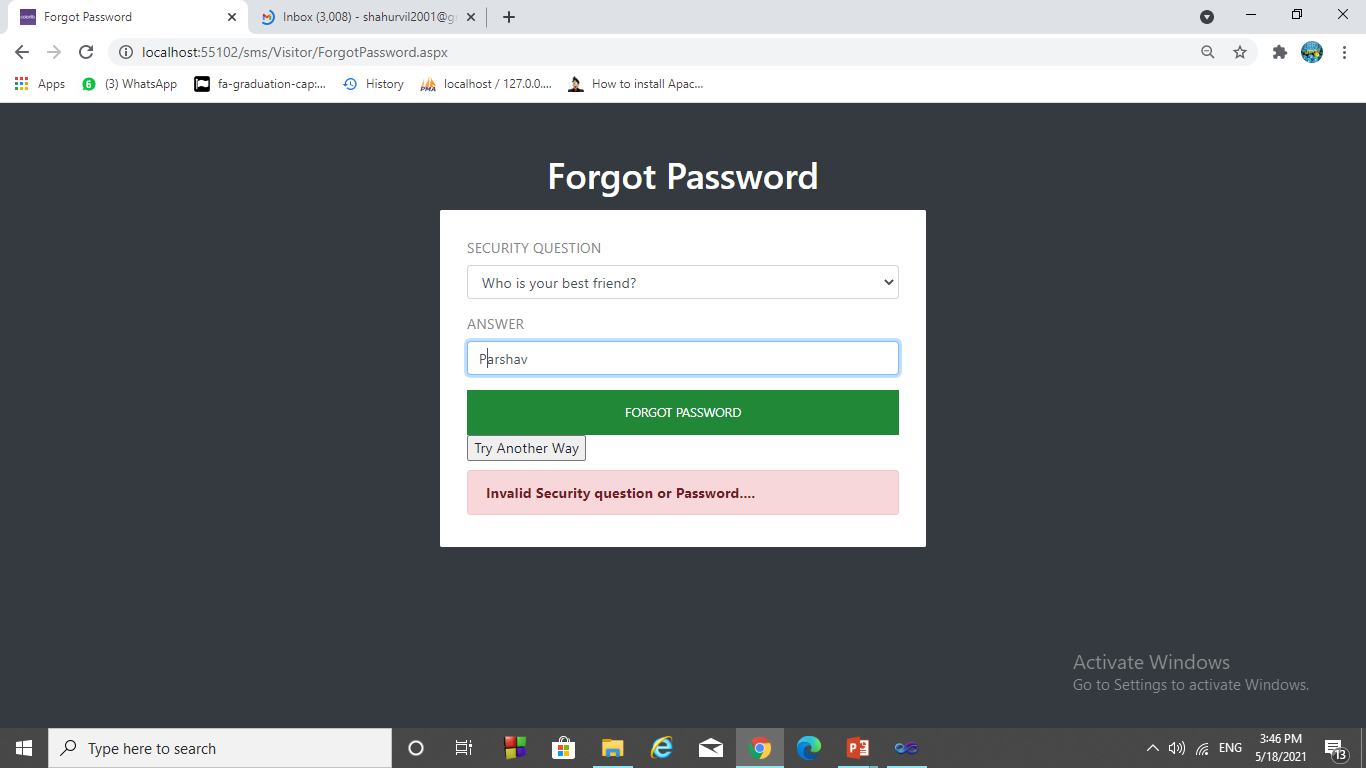 Forgot Password
Inbox (3,008) - shahurvil2001@g
localhost:55102/sms/Visitor/ForgotPassword.aspx
Apps
6
(3) WhatsApp
fa-graduation-cap:...
History
PMA
localhost / 127.0.0....
How to install Apac...
Forgot Password
SECURITY QUESTION
Who is your best friend?
ANSWER
Parshav
FORGOT PASSWORD
Try Another Way
Invalid Security question or Password....
Activate Windows
Go to Settings to activate Windows.
Type here to search
ENG
3:46 PM
5/18/2021
13